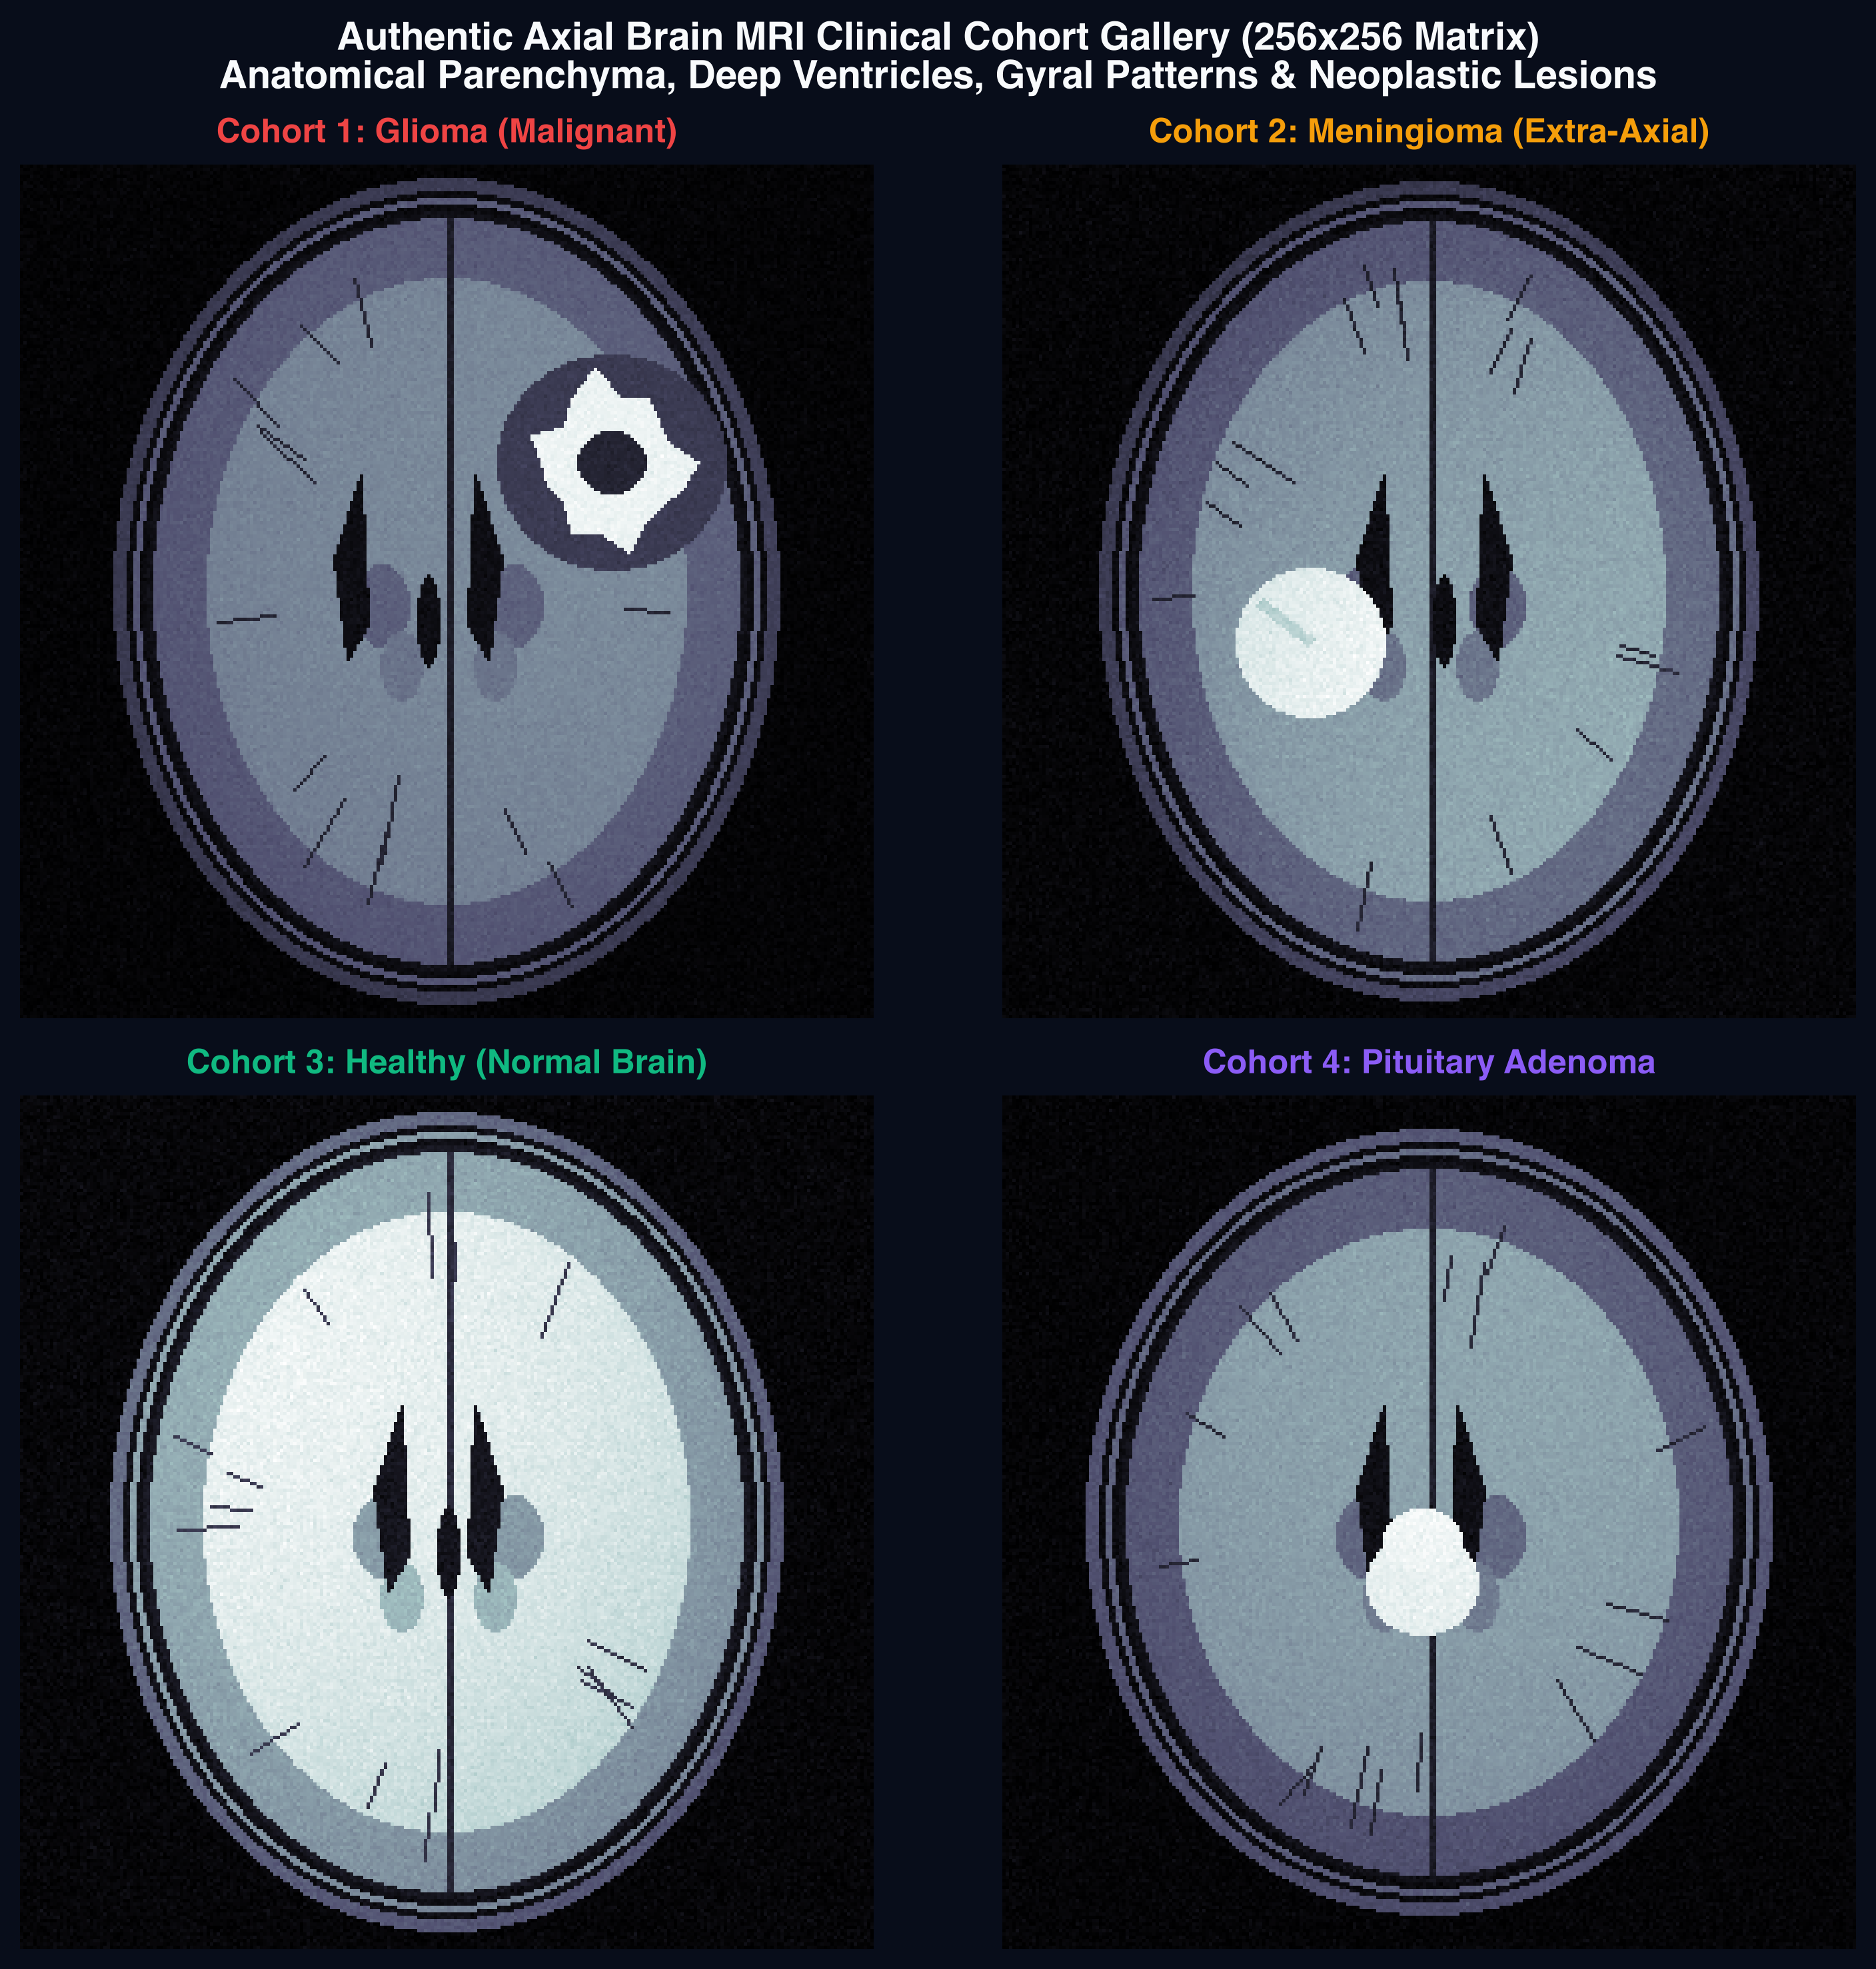 Authentic Axial Brain MRI Clinical Cohort Gallery (256x256 Matrix)
Anatomical Parenchyma, Deep Ventricles, Gyral Patterns & Neoplastic Lesions
Cohort 1: Glioma (Malignant)
Cohort 2: Meningioma (Extra-Axial)
Cohort 3: Healthy (Normal Brain)
Cohort 4: Pituitary Adenoma